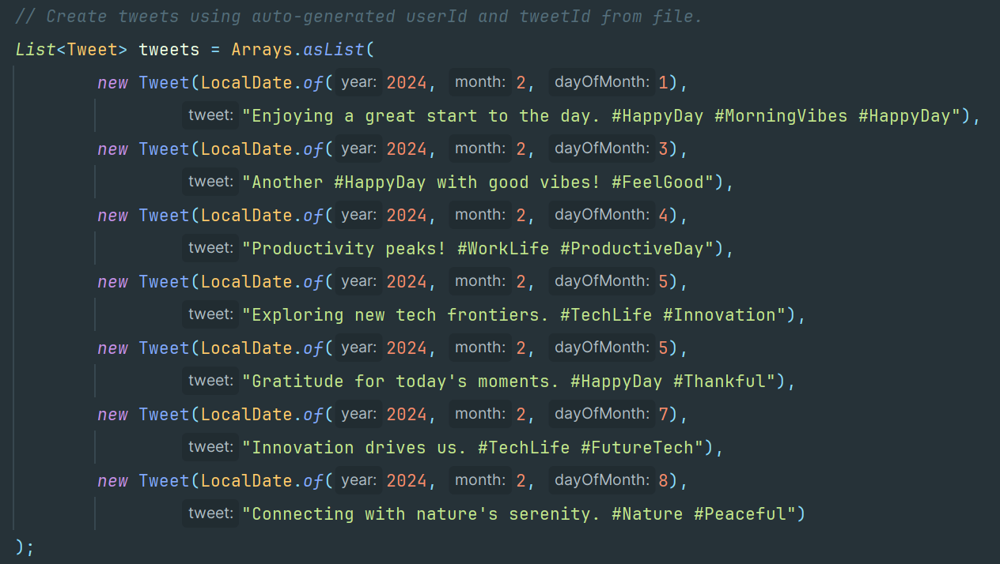 // Create tweets using auto-generated userId and tweetId from file.
List<Tweet> tweets = Arrays.asList(
new Tweet(LocalDate.of( year: 2024, month: 2, dayOfMonth: 1),
tweet: "Enjoying a great start to the day. #HappyDay #MorningVibes #HappyDay"),
new Tweet(LocalDate.of( year: 2024, month: 2, dayOfMonth: 3),
tweet: "Another #HappyDay with good vibes! #FeelGood"),
new Tweet(LocalDate.of( year: 2024, month: 2, dayOfMonth: 4),
tweet: "Productivity peaks! #WorkLife #ProductiveDay"),
new Tweet(LocalDate.of( year: 2024, month: 2, dayOfMonth: 5),
tweet: "Exploring new tech frontiers. #TechLife #Innovation"),
new Tweet(LocalDate.of( year: 2024, month: 2, dayOfMonth: 5),
tweet: "Gratitude for today's moments. #HappyDay #Thankful"),
new Tweet(LocalDate.of( year: 2024, month: 2, dayOfMonth: 7),
tweet: "Innovation drives us. #TechLife #FutureTech"),
new Tweet(LocalDate.of( year: 2024, month: 2, dayOfMonth: 8),
tweet: "Connecting with nature's serenity. #Nature #Peaceful")
);